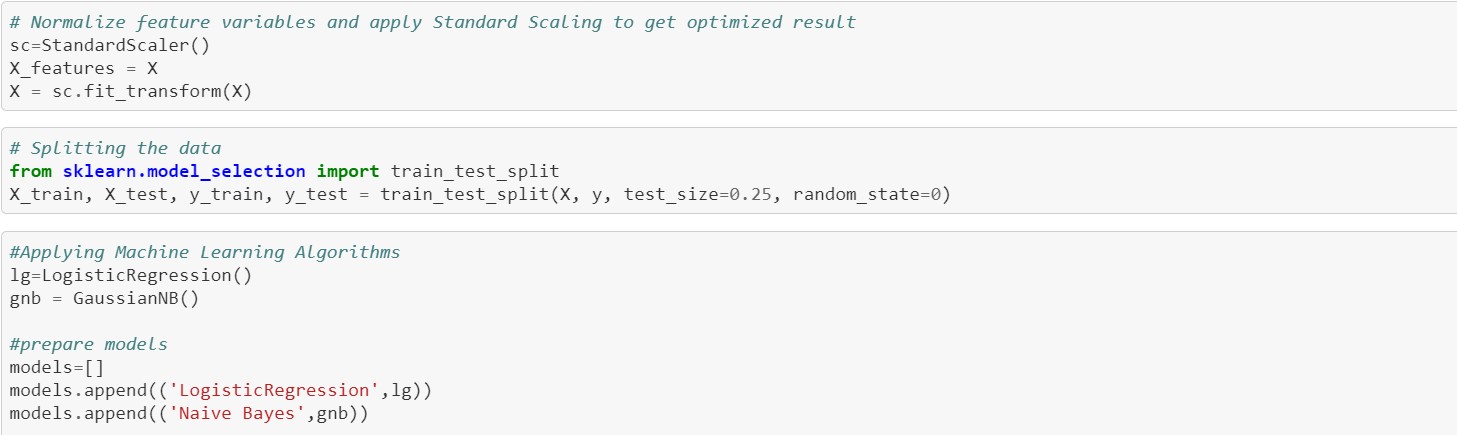 # Normalize feature variables and apply Standard Scaling to get optimized result
sc=StandardScaler()
X_features = X
X = sc.fit_transform(X)
# Splitting the data
from sklearn.model_selection import train_test_split
X_train, X_test, y_train, y_test = train_test_split(X, y, test_size=0.25, random_state=0)
#Applying Machine Learning Algorithms
lg=LogisticRegression()
gnb = GaussianNB()
#prepare models
models=[]
models.append(('LogisticRegression',lg))
models.append(('Naive Bayes',gnb))